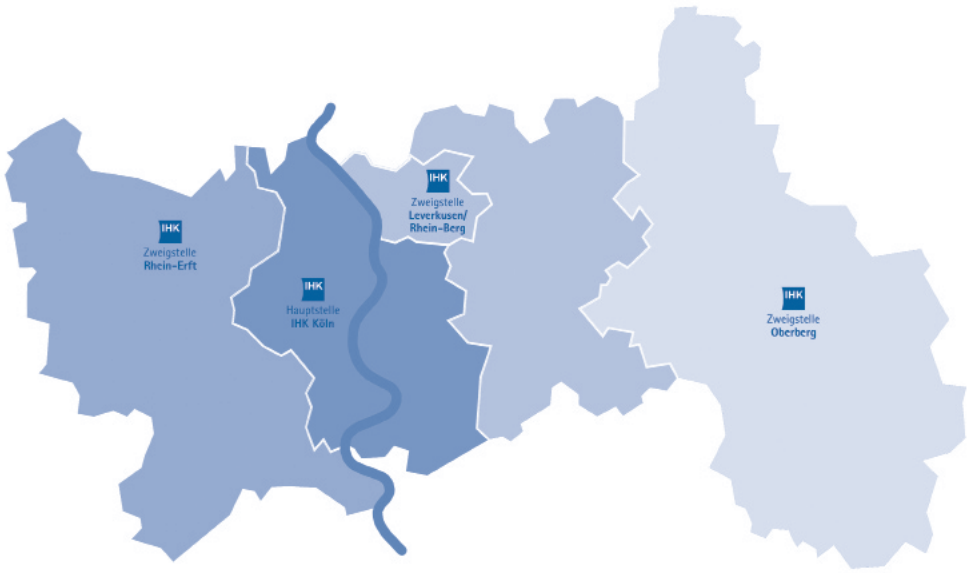 IHK
Zweigstelle
Leverkusen/
Rhein-Berg
IHK
Zweigstelle
Rhein-Erft
IHK
Hauptstelle
IHK Köln
IHK
Zweigstelle
Oberberg